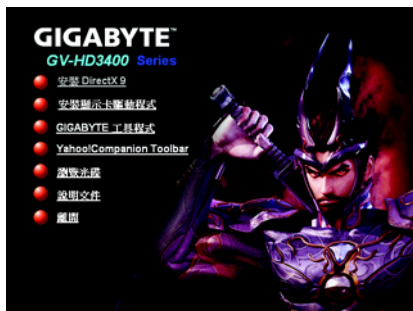 GIGABYTE™
GV-HD3400 Series
安裝 DirectX 9
安裝顯示卡驅動程式
GIGABYTE 工具程式
Yahoo!Companion Toolbar
瀏覽光碟
說明文件
離開